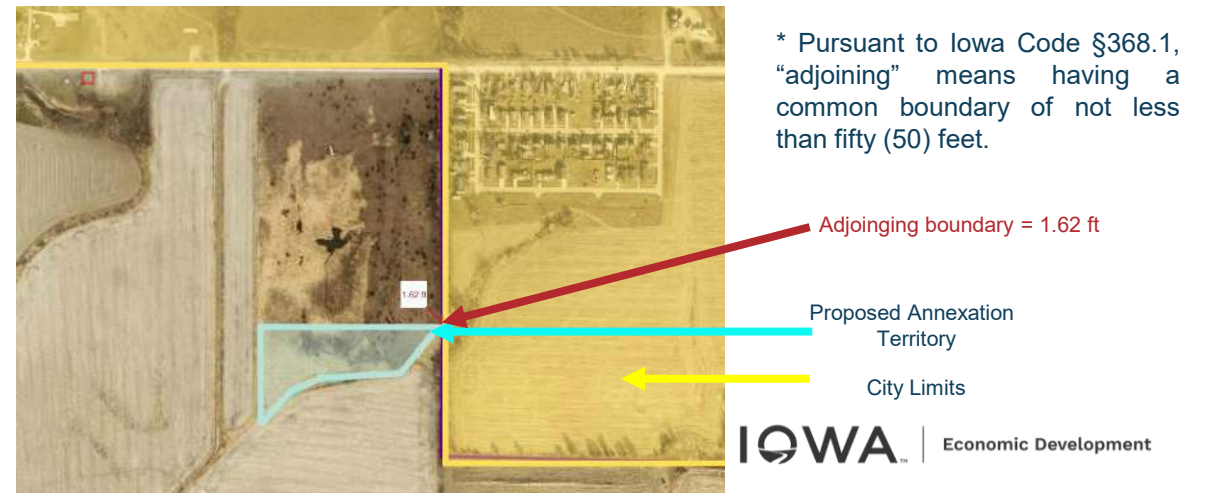 * Pursuant to Iowa Code §368.1,
“adjoining” means having a
common boundary of not less
than fifty (50) feet.
Adjoinging boundary = 1.62 ft
1.62 ft
Proposed Annexation
Territory
City Limits
IOWA™ | Economic Development